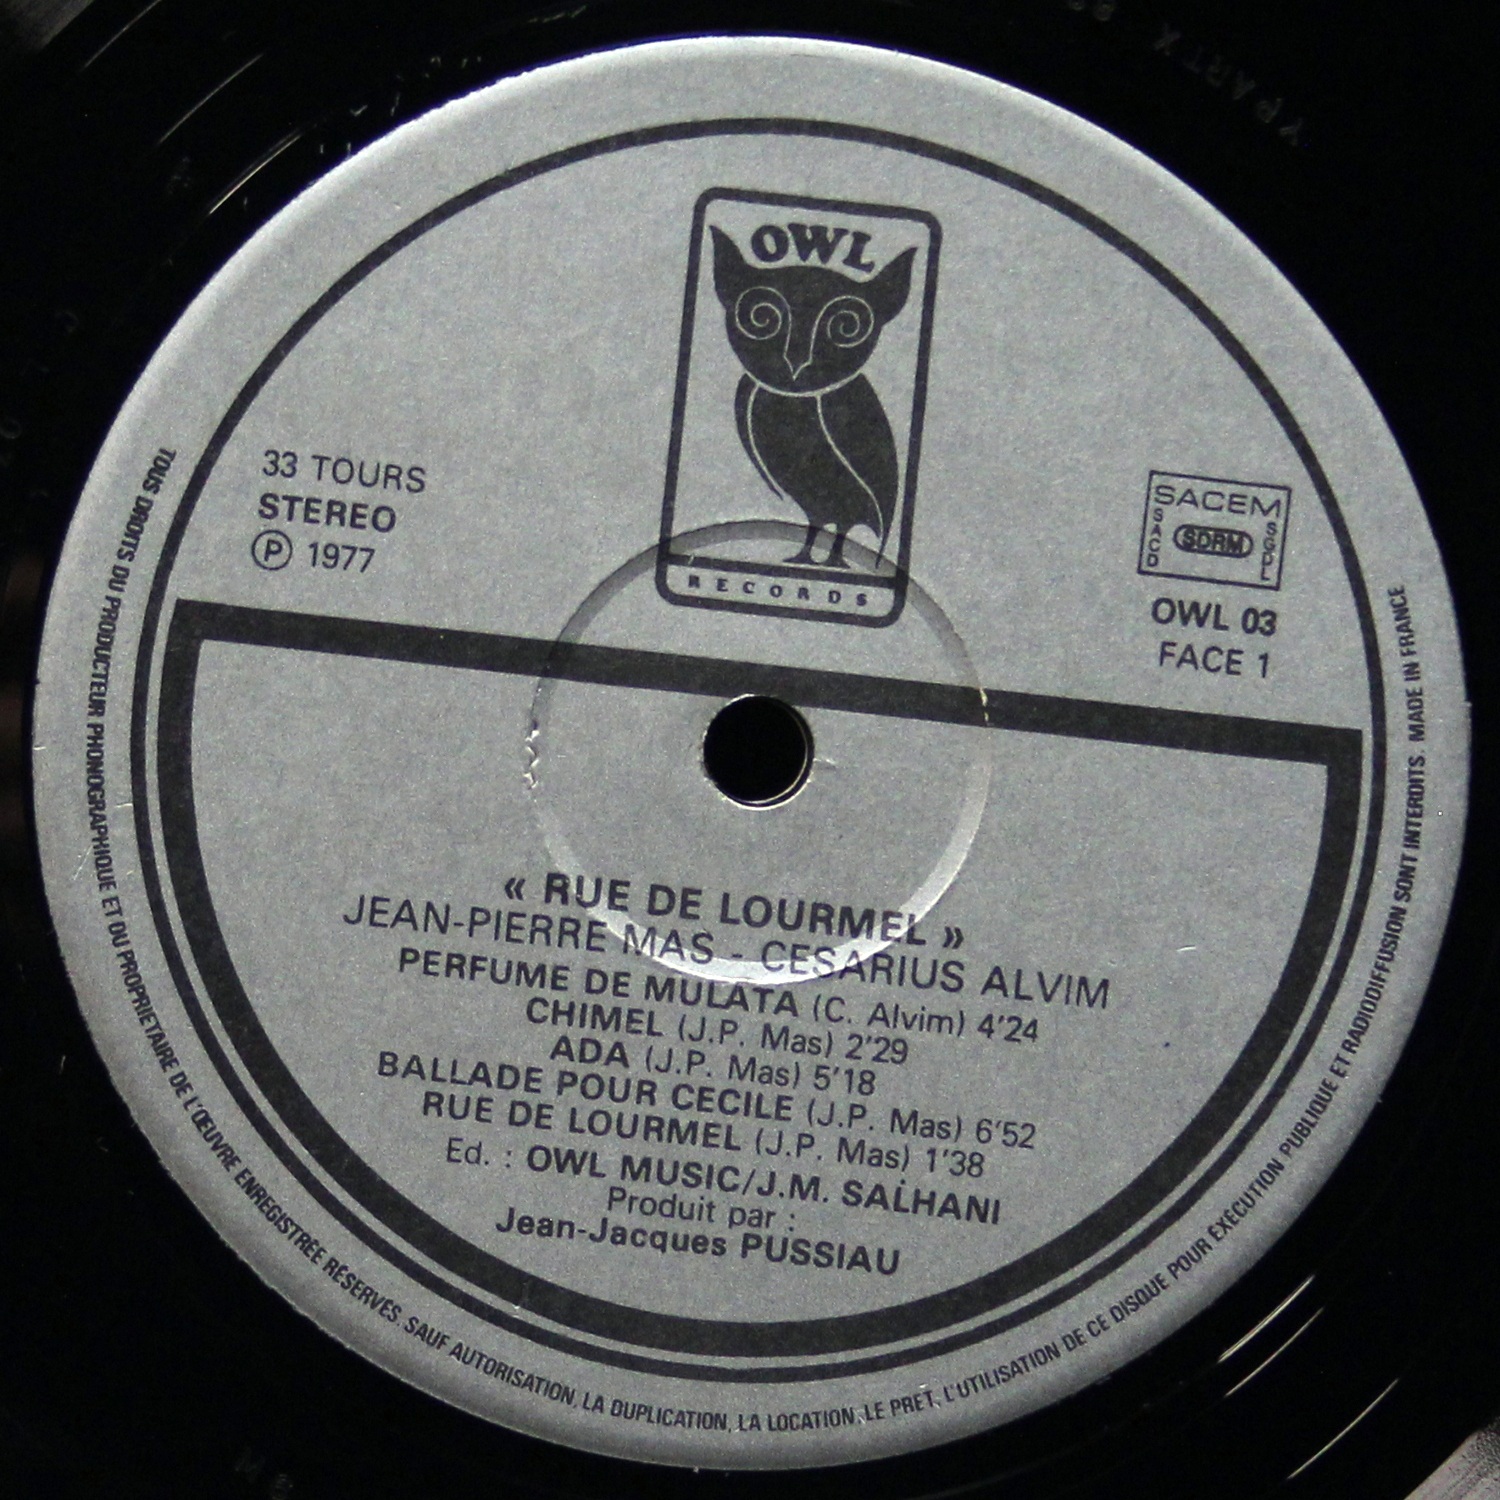 OWL
RECORDS
33 TOURS
STEREO
Ⓟ 1977
SACEM
SACD
SDRM
SGDL
OWL 03
FACE 1
« RUE DE LOURMEL »
JEAN-PIERRE MAS - CESARIUS ALVIM
PERFUME DE MULATA (C. Alvim) 4'24
CHIMEL (J.P. Mas) 2'29
ADA (J.P. Mas) 5'18
BALLADE POUR CECILE (J.P. Mas) 6'52
RUE DE LOURMEL (J.P. Mas) 1'38
Ed. : OWL MUSIC/J.M. SALHANI
Produit par :
Jean-Jacques PUSSIAU
TOUS DROITS DU PRODUCTEUR PHONOGRAPHIQUE ET DU PROPRIETAIRE DE L'ŒUVRE ENREGISTRÉE RÉSERVÉS. SAUF AUTORISATION, LA DUPLICATION, LA LOCATION, LE PRET, L'UTILISATION DE CE DISQUE POUR EXÉCUTION PUBLIQUE ET RADIODIFFUSION SONT INTERDITS. MADE IN FRANCE